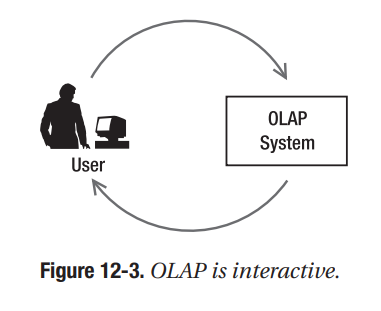 OLAP
System
User
Figure 12-3. OLAP is interactive.